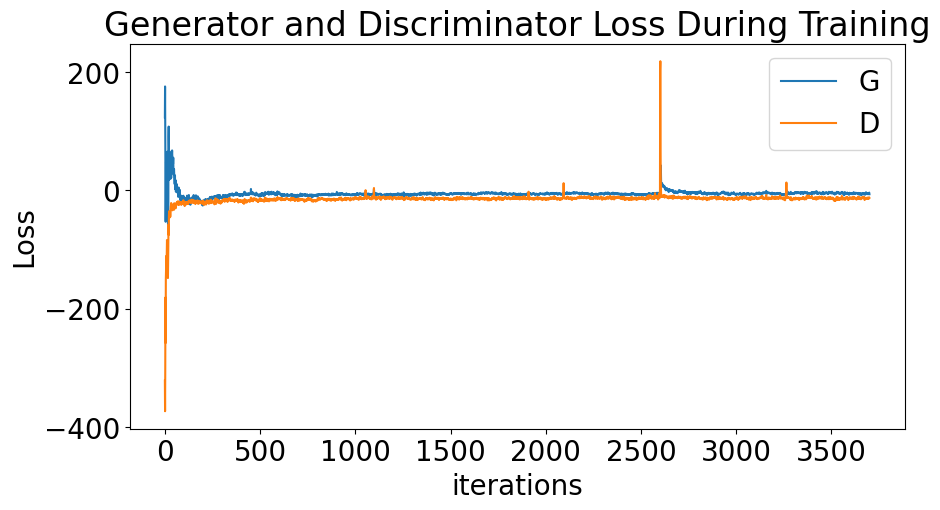 Generator and Discriminator Loss During Training
G
D
200
0
−200
−400
Loss
0 500 1000 1500 2000 2500 3000 3500
iterations